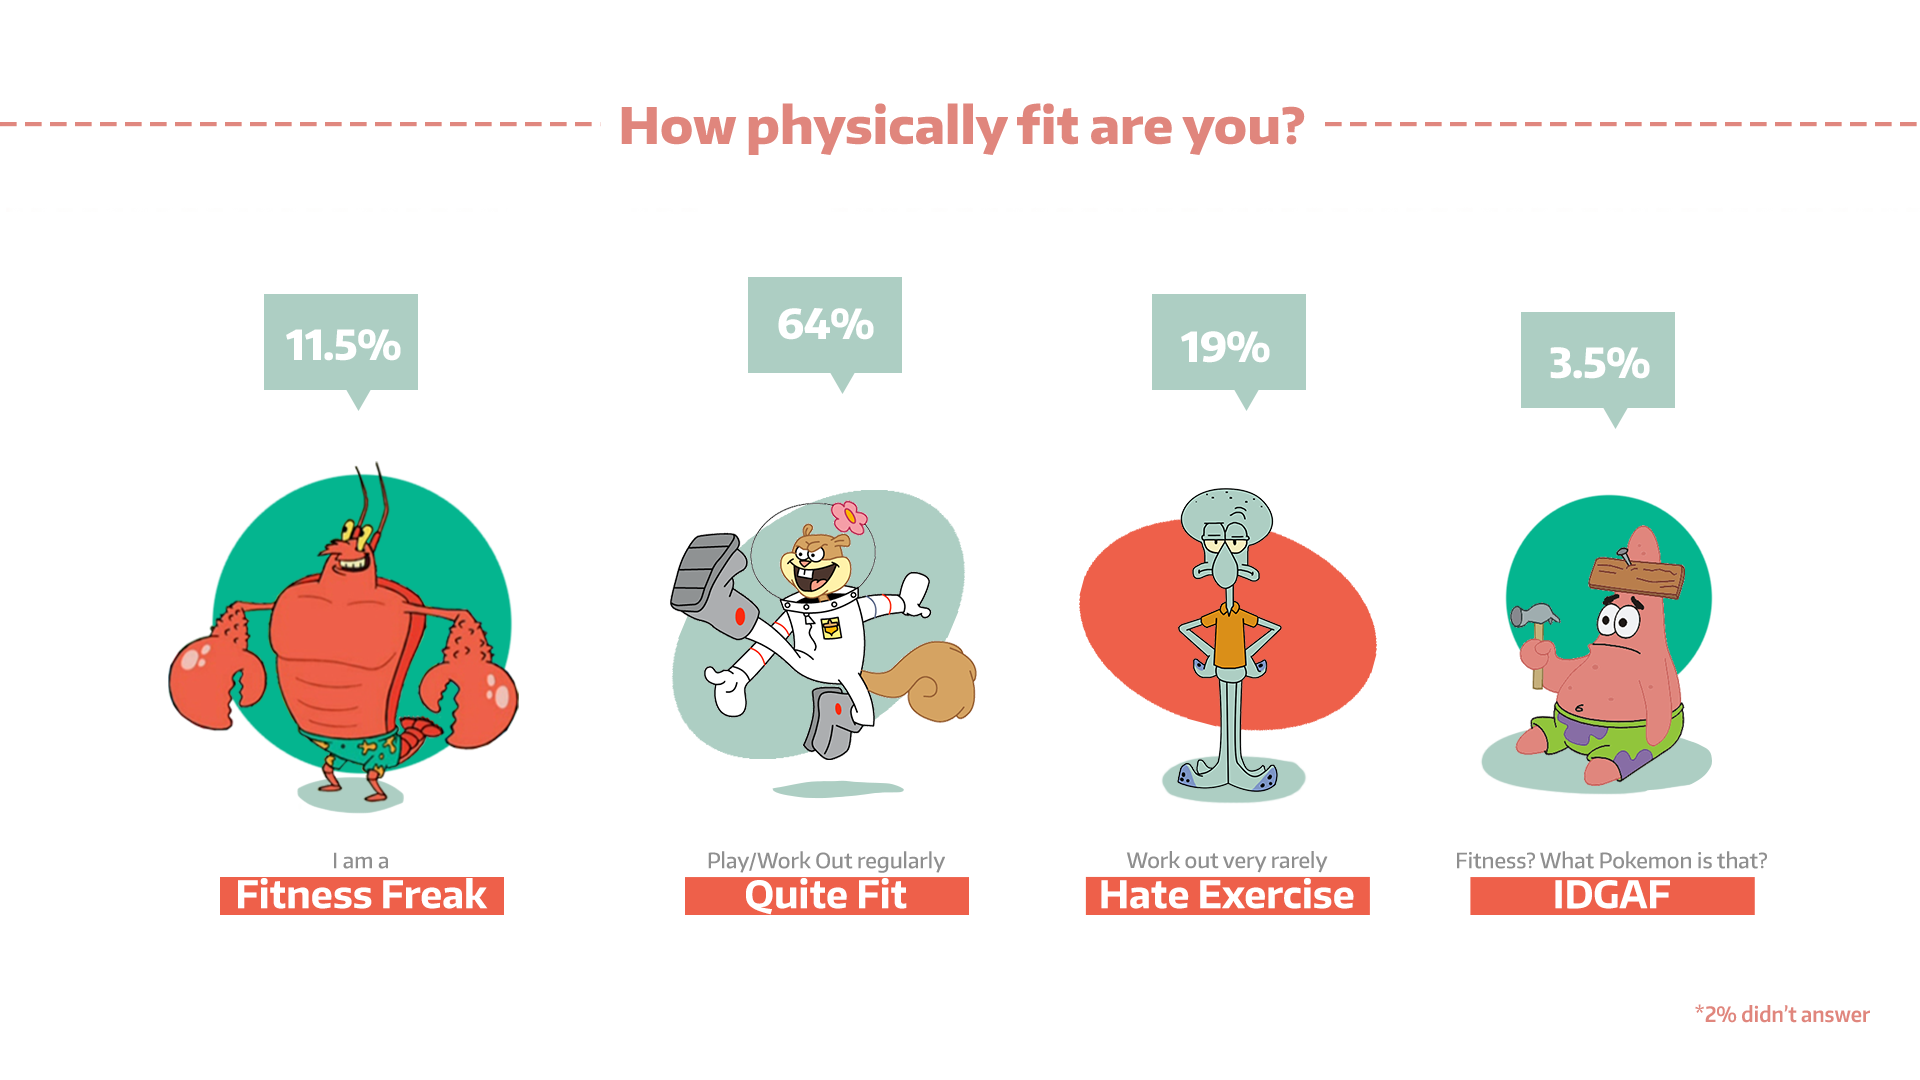 How physically fit are you?
11.5%
64%
19%
3.5%
I am a
Fitness Freak
Play/Work Out regularly
Quite Fit
Work out very rarely
Hate Exercise
Fitness? What Pokemon is that?
IDGAF
*2% didn't answer